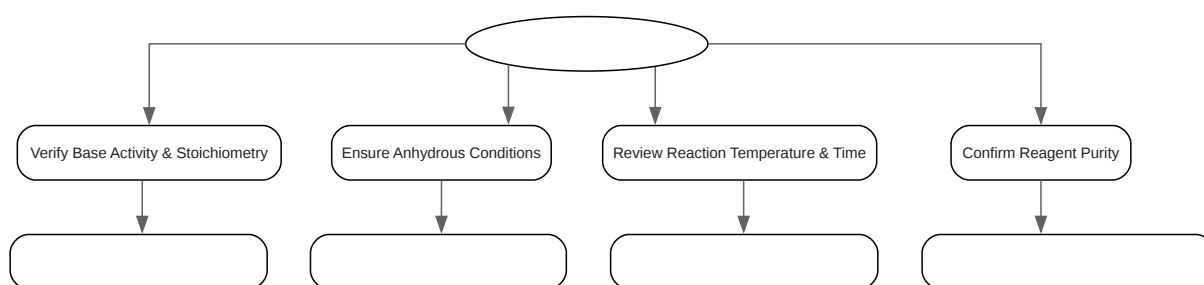 Verify Base Activity & Stoichiometry
Ensure Anhydrous Conditions
Review Reaction Temperature & Time
Confirm Reagent Purity